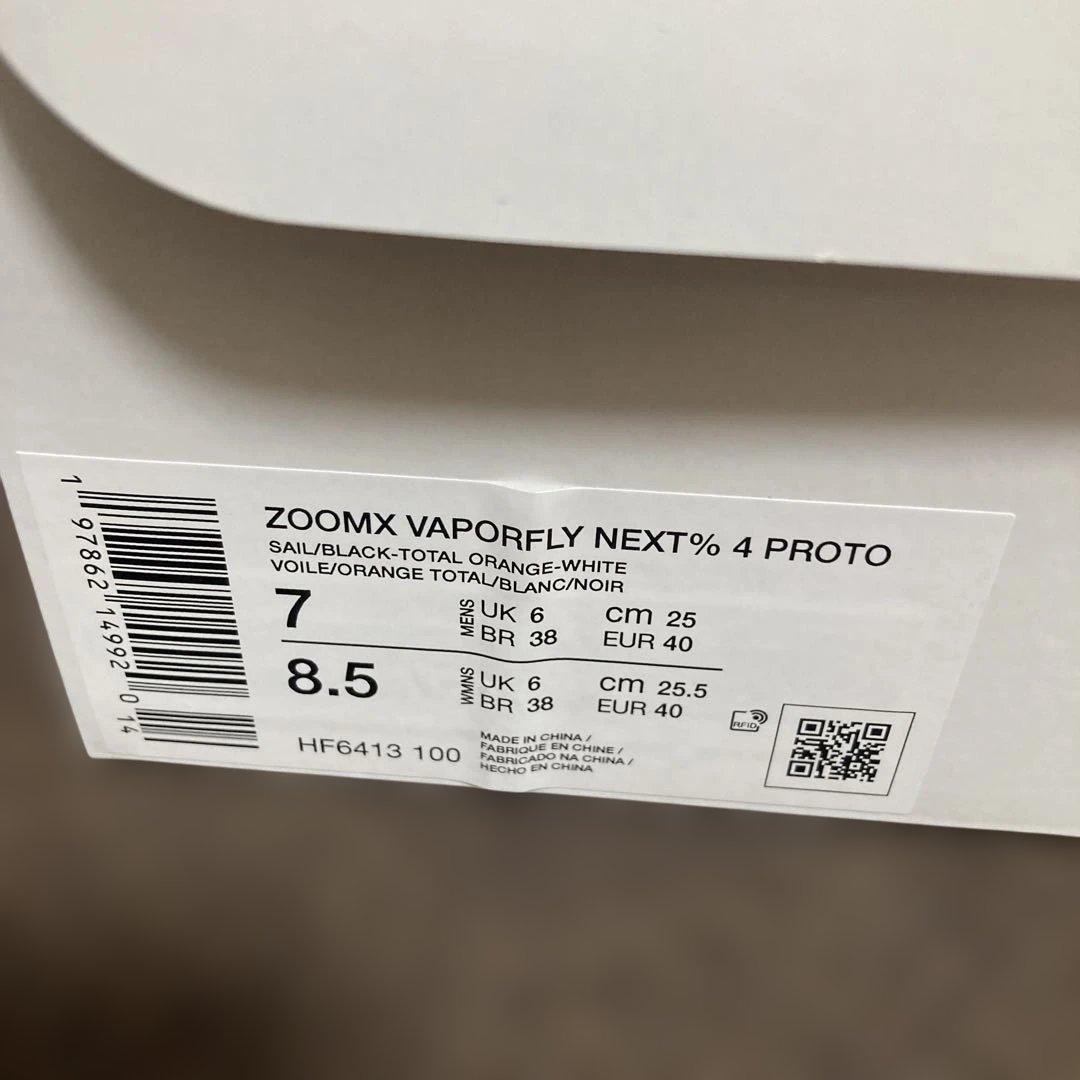 ZOOMX VAPORFLY NEXT% 4 PROTO
SAIL/BLACK-TOTAL ORANGE-WHITE
VOILE/ORANGE TOTAL/BLANC/NOIR
7 MENS UK 6 cm 25
BR 38 EUR 40
8.5 WMNS UK 6 cm 25.5
BR 38 EUR 40
HF6413 100
MADE IN CHINA /
FABRIQUE EN CHINE /
FABRICADO NA CHINA /
HECHO EN CHINA
RFID
1 97862 14992 0 14